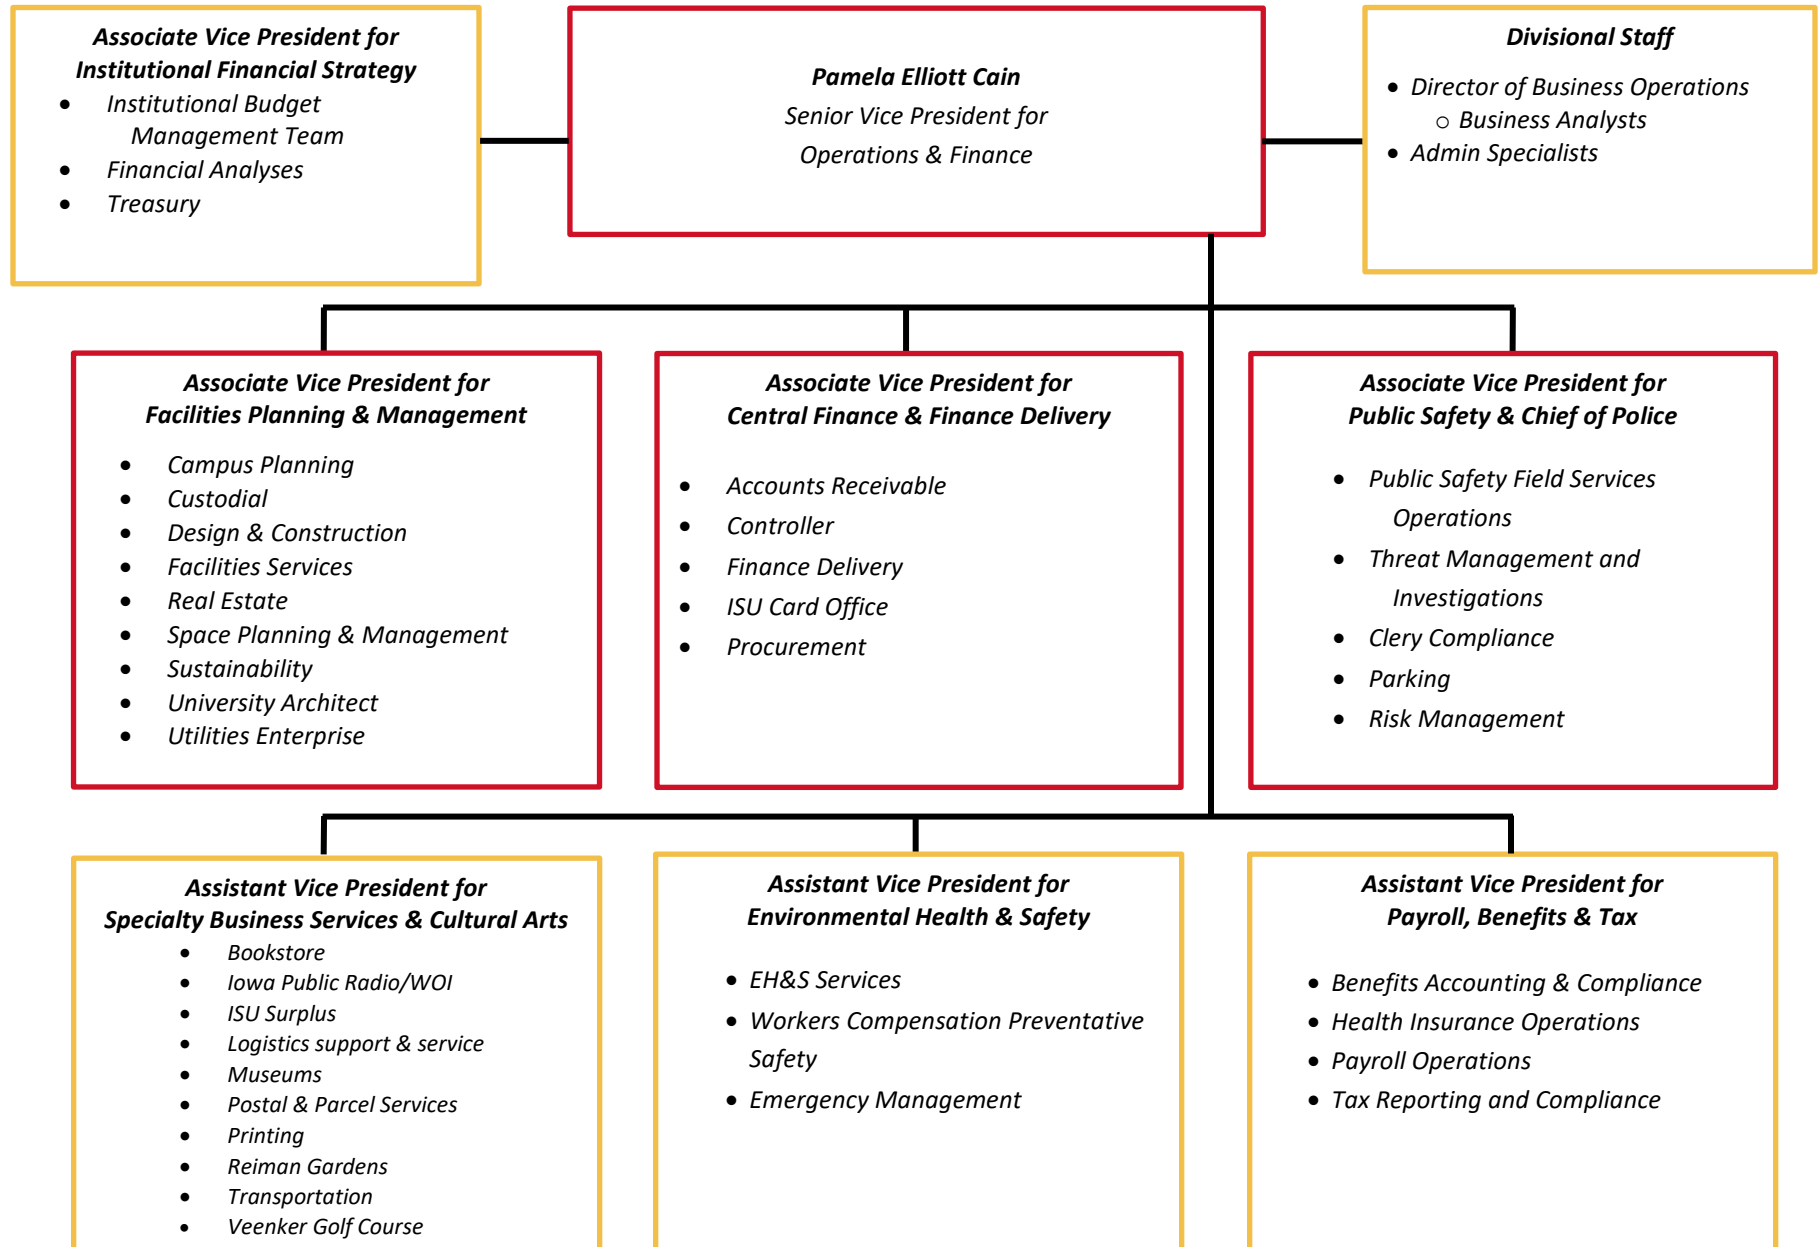 Associate Vice President for
Institutional Financial Strategy
• Institutional Budget
Management Team
• Financial Analyses
• Treasury
Pamela Elliott Cain
Senior Vice President for
Operations & Finance
Divisional Staff
• Director of Business Operations
o Business Analysts
• Admin Specialists
Associate Vice President for
Facilities Planning & Management
• Campus Planning
• Custodial
• Design & Construction
• Facilities Services
• Real Estate
• Space Planning & Management
• Sustainability
• University Architect
• Utilities Enterprise
Associate Vice President for
Central Finance & Finance Delivery
• Accounts Receivable
• Controller
• Finance Delivery
• ISU Card Office
• Procurement
Associate Vice President for
Public Safety & Chief of Police
• Public Safety Field Services
Operations
• Threat Management and
Investigations
• Clery Compliance
• Parking
• Risk Management
Assistant Vice President for
Specialty Business Services & Cultural Arts
• Bookstore
• Iowa Public Radio/WOI
• ISU Surplus
• Logistics support & service
• Museums
• Postal & Parcel Services
• Printing
• Reiman Gardens
• Transportation
• Veenker Golf Course
Assistant Vice President for
Environmental Health & Safety
• EH&S Services
• Workers Compensation Preventative
Safety
• Emergency Management
Assistant Vice President for
Payroll, Benefits & Tax
• Benefits Accounting & Compliance
• Health Insurance Operations
• Payroll Operations
• Tax Reporting and Compliance